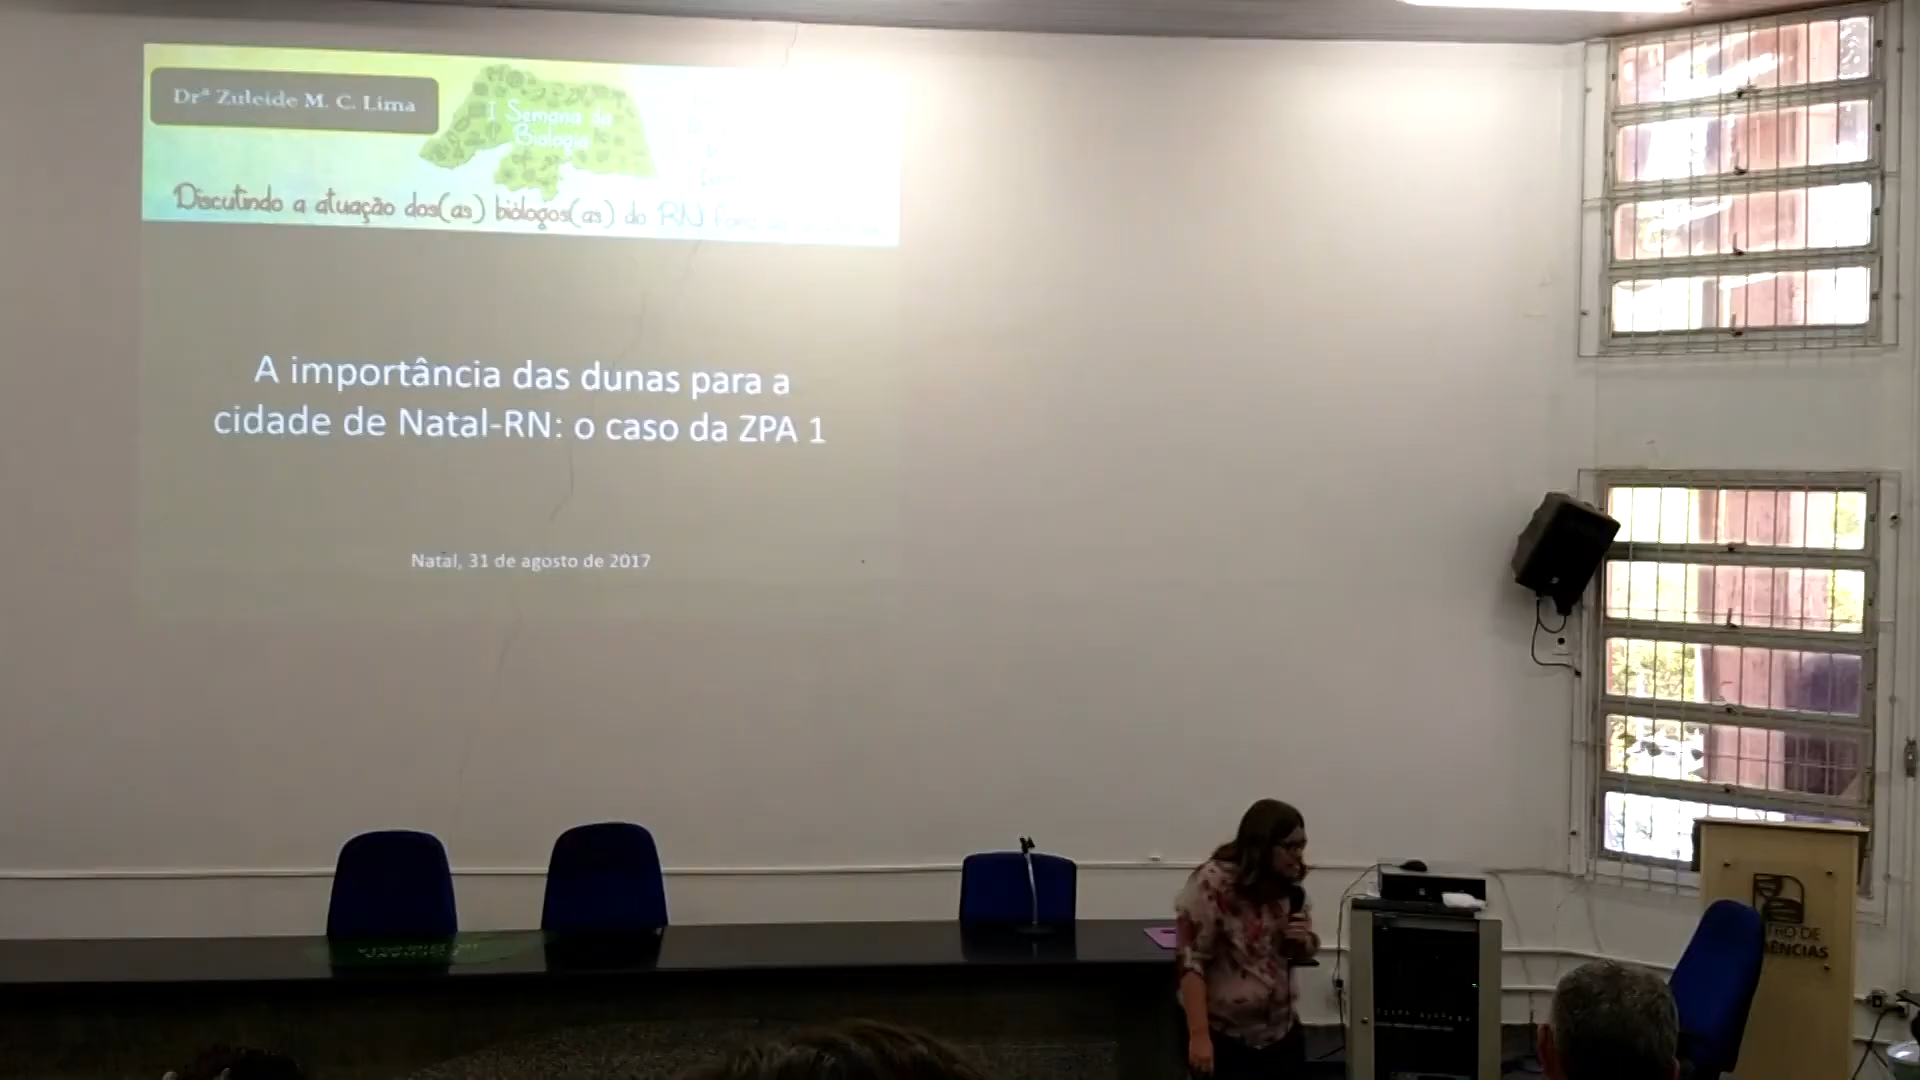 Drª Zuleide M. C. Lima
I Semana da
Biologia
Discutindo a atuação dos(as) biólogos(as) do RN
A importância das dunas para a
cidade de Natal-RN: o caso da ZPA 1
Natal, 31 de agosto de 2017
DE